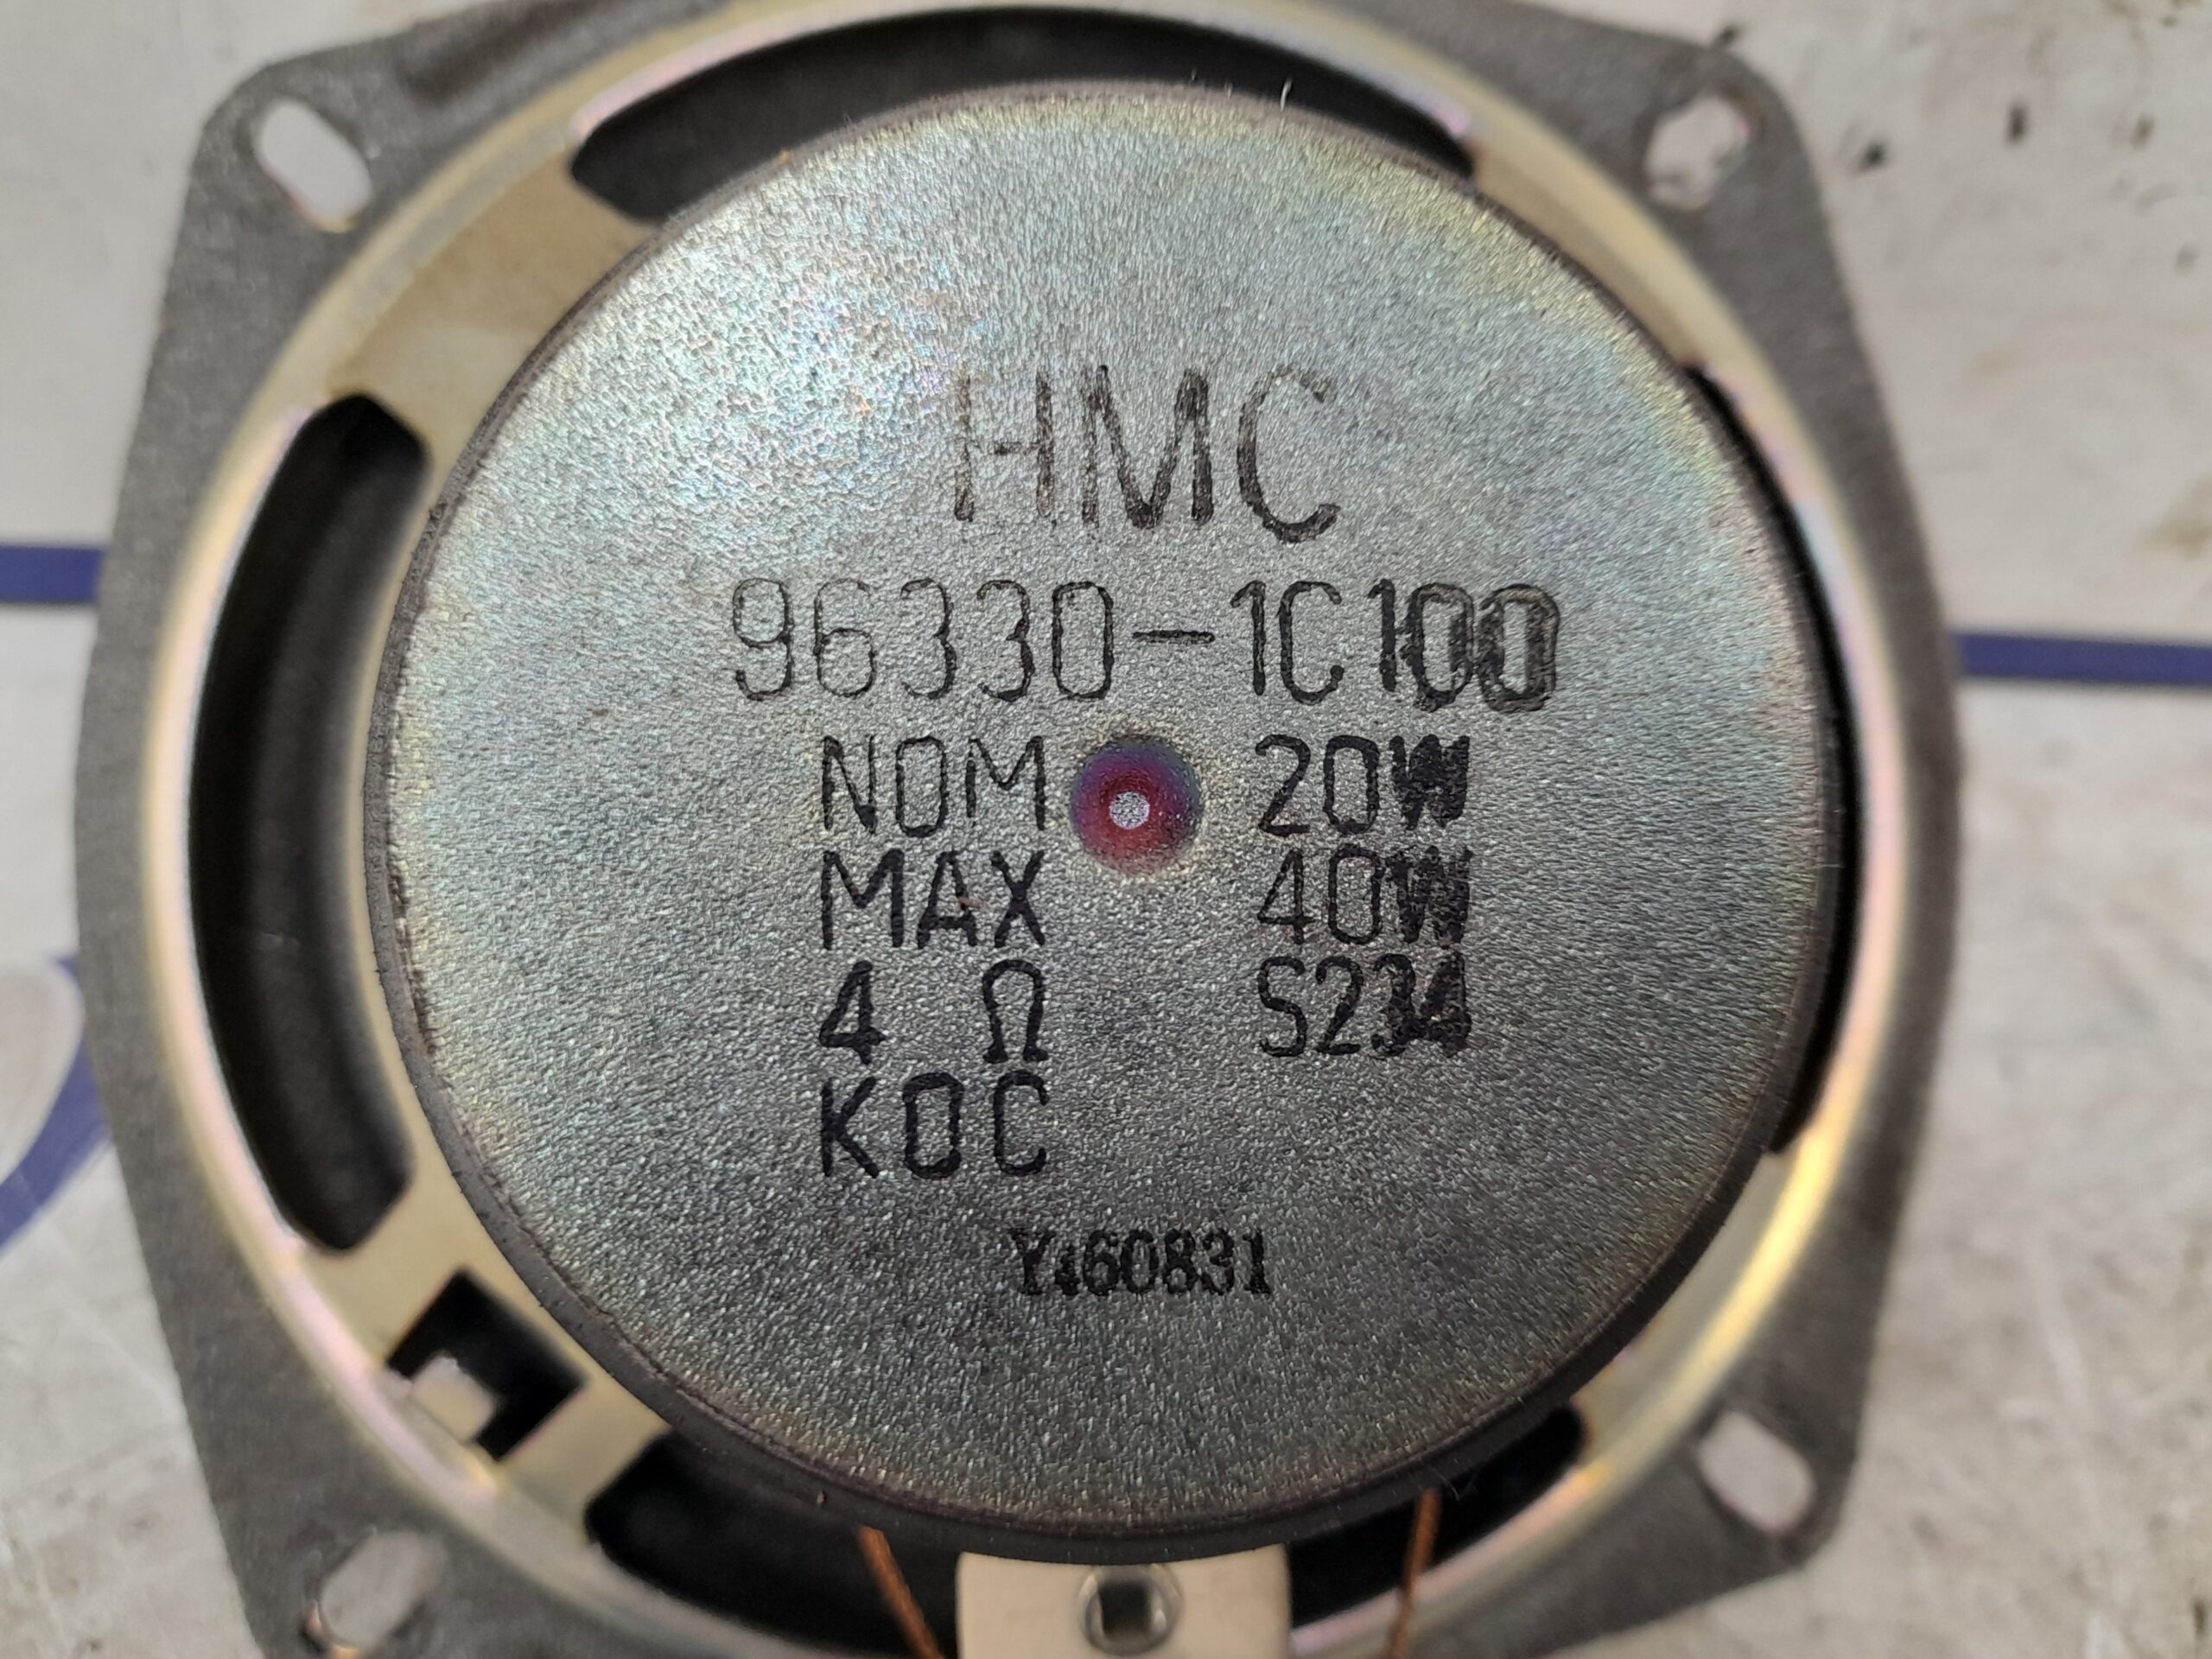 HMC
96330-1C100
NOM 20W
MAX 40W
4 Ω S234
KOC
Y460831